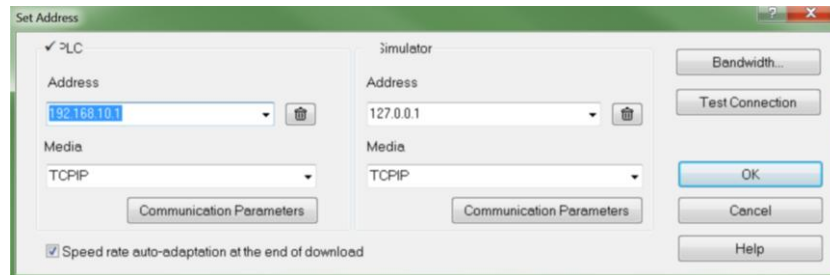 Set Address
? X
✓ PLC
Simulator
Bandwidth...
Address
Address
Test Connection
192.168.10.1
127.0.0.1
Media
Media
TCPIP
TCPIP
OK
Communication Parameters
Communication Parameters
Cancel
Speed rate auto-adaptation at the end of download
Help